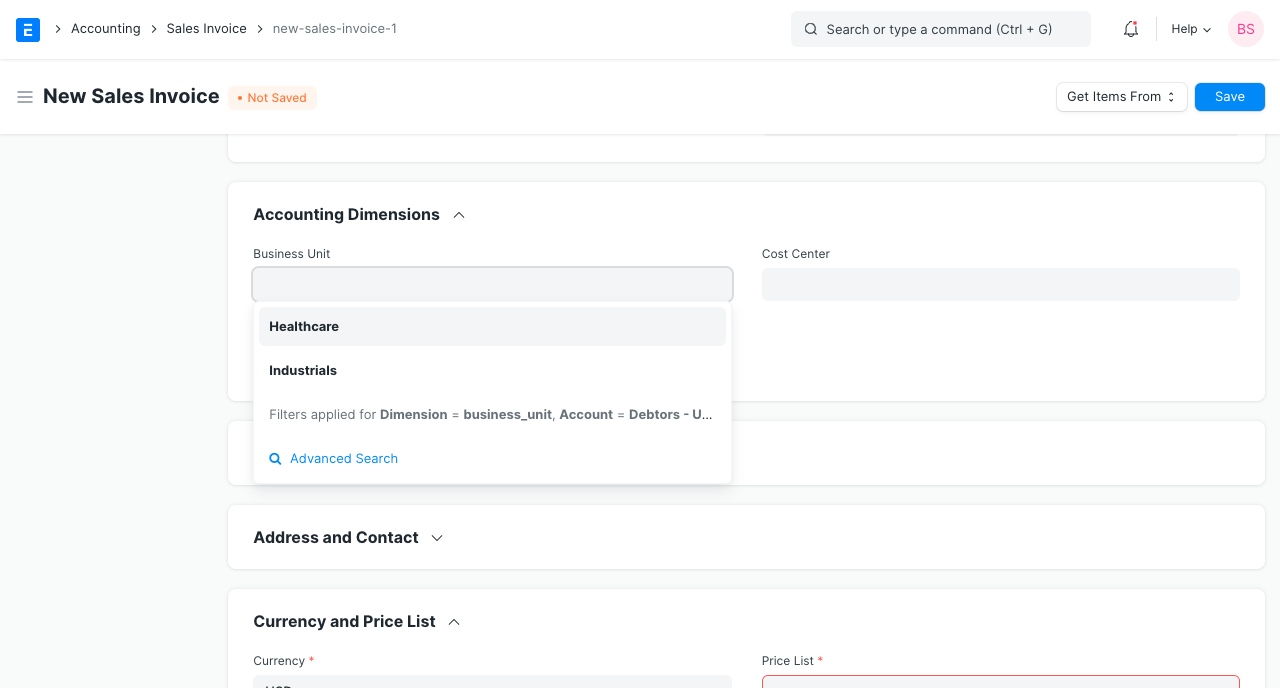 E
Accounting
Sales Invoice
new-sales-invoice-1
Search or type a command (Ctrl + G)
Help
BS
New Sales Invoice
• Not Saved
Get Items From
Save
Accounting Dimensions
Business Unit
Cost Center
Healthcare
Industrials
Filters applied for Dimension = business_unit, Account = Debtors - U...
Advanced Search
Address and Contact
Currency and Price List
Currency *
Price List *
USD